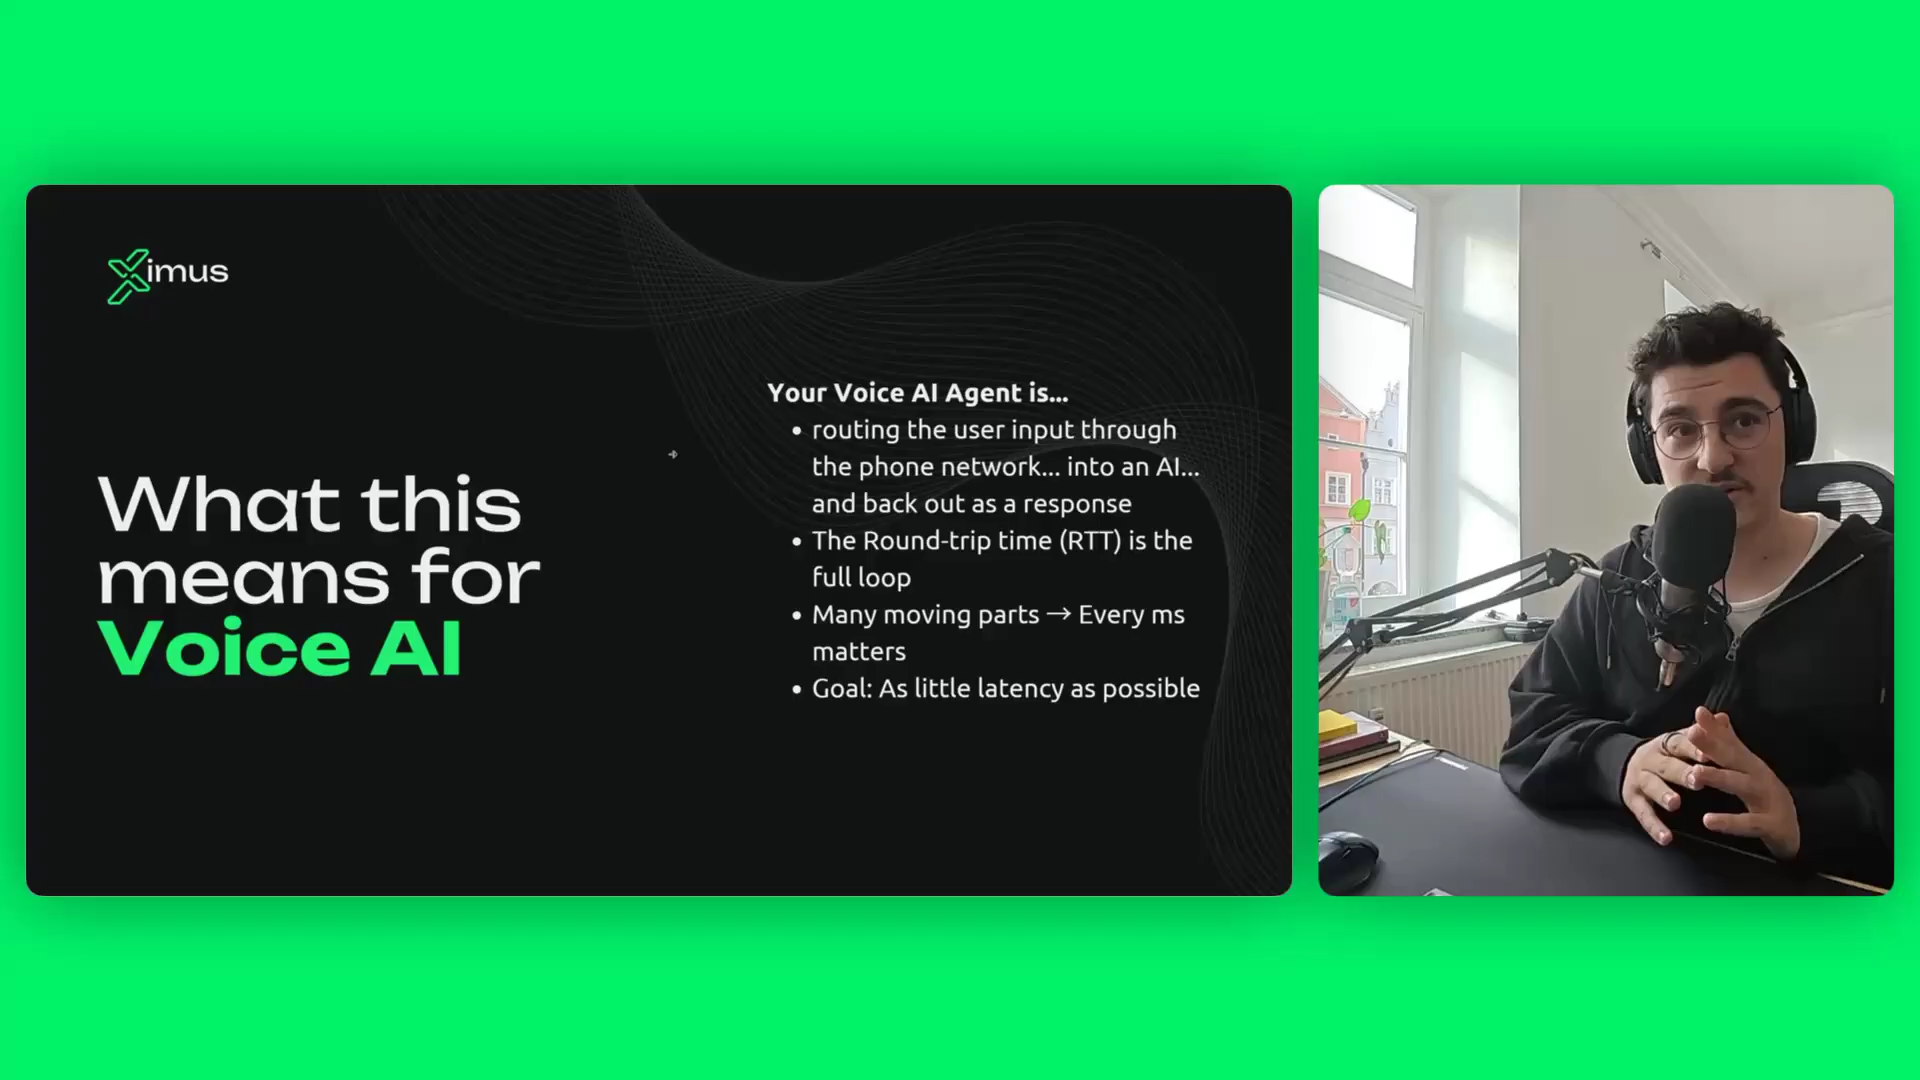 Ximus
What this
means for
Voice AI
Your Voice AI Agent is...
• routing the user input through
the phone network... into an AI...
and back out as a response
• The Round-trip time (RTT) is the
full loop
• Many moving parts → Every ms
matters
• Goal: As little latency as possible